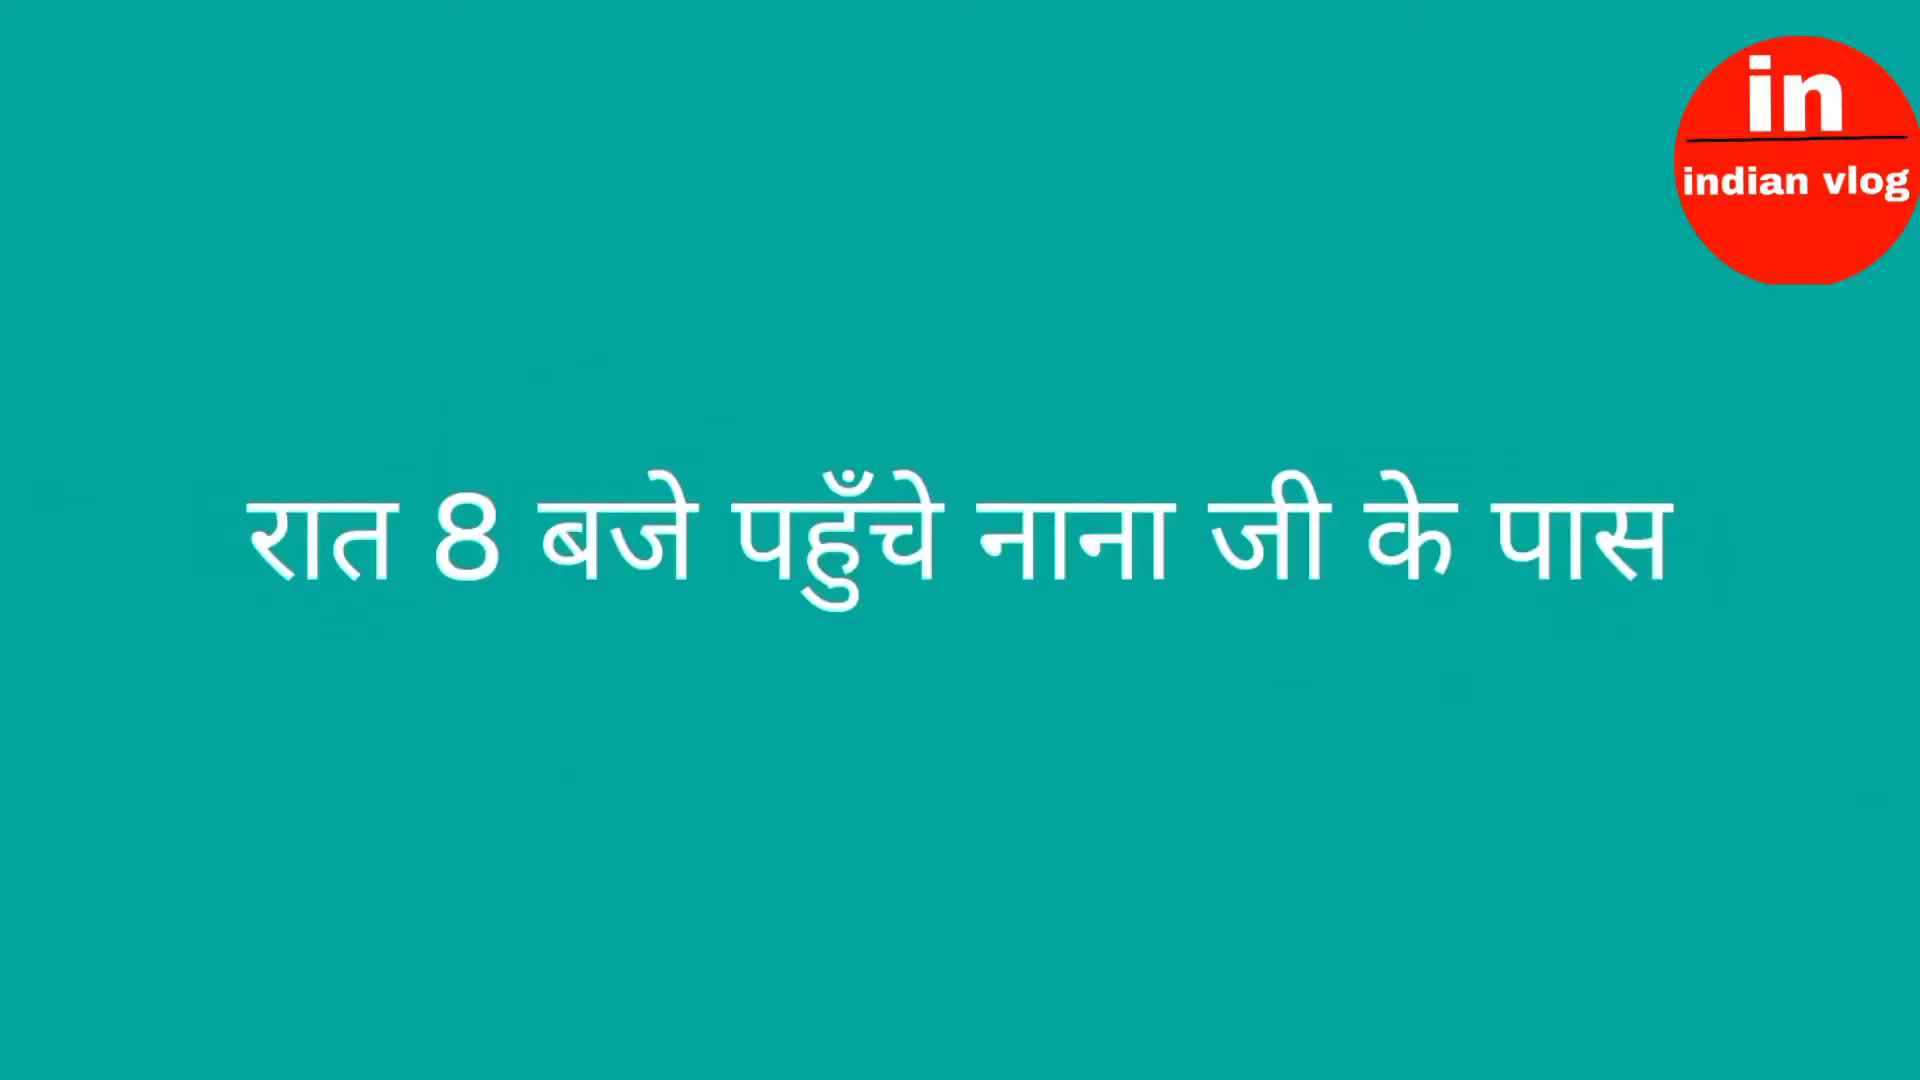 in
indian vlog
रात 8 बजे पहुँचे नाना जी के पास